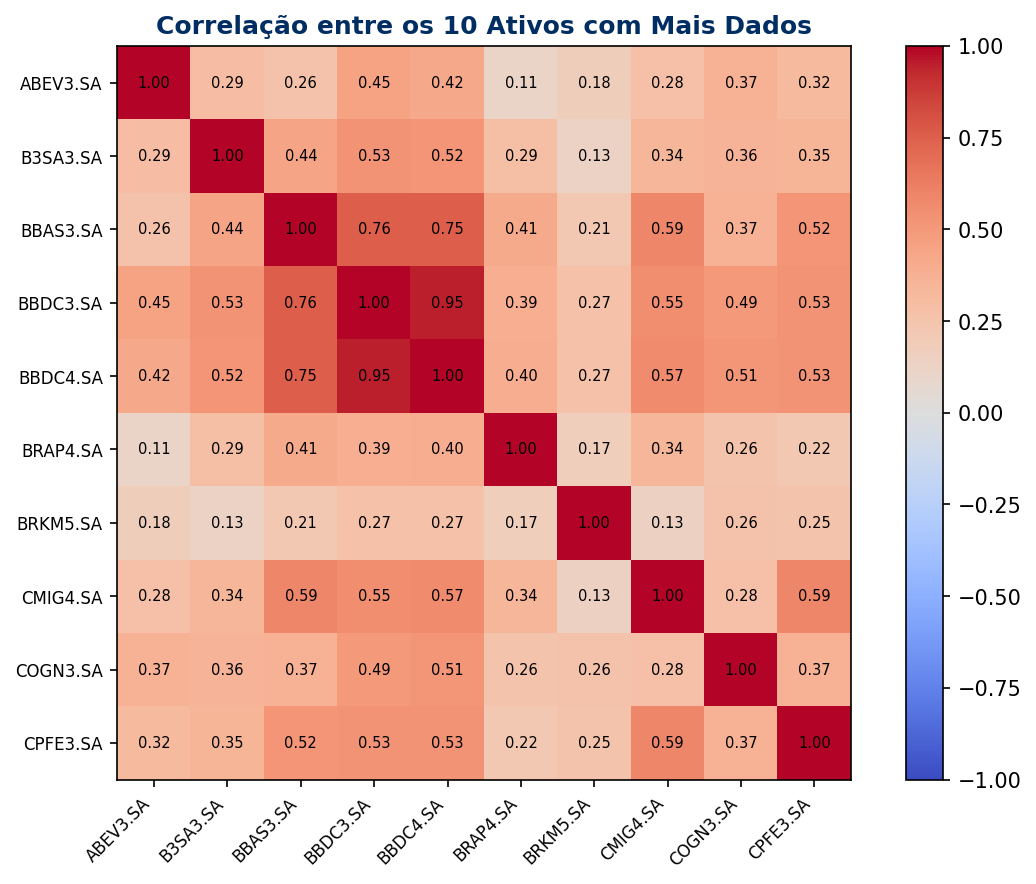 Correlação entre os 10 Ativos com Mais Dados
ABEV3.SA 1.00 0.29 0.26 0.45 0.42 0.11 0.18 0.28 0.37 0.32
B3SA3.SA 0.29 1.00 0.44 0.53 0.52 0.29 0.13 0.34 0.36 0.35
BBAS3.SA 0.26 0.44 1.00 0.76 0.75 0.41 0.21 0.59 0.37 0.52
BBDC3.SA 0.45 0.53 0.76 1.00 0.95 0.39 0.27 0.55 0.49 0.53
BBDC4.SA 0.42 0.52 0.75 0.95 1.00 0.40 0.27 0.57 0.51 0.53
BRAP4.SA 0.11 0.29 0.41 0.39 0.40 1.00 0.17 0.34 0.26 0.22
BRKM5.SA 0.18 0.13 0.21 0.27 0.27 0.17 1.00 0.13 0.26 0.25
CMIG4.SA 0.28 0.34 0.59 0.55 0.57 0.34 0.13 1.00 0.28 0.59
COGN3.SA 0.37 0.36 0.37 0.49 0.51 0.26 0.26 0.28 1.00 0.37
CPFE3.SA 0.32 0.35 0.52 0.53 0.53 0.22 0.25 0.59 0.37 1.00
ABEV3.SA B3SA3.SA BBAS3.SA BBDC3.SA BBDC4.SA BRAP4.SA BRKM5.SA CMIG4.SA COGN3.SA CPFE3.SA
1.00
0.75
0.50
0.25
0.00
−0.25
−0.50
−0.75
−1.00